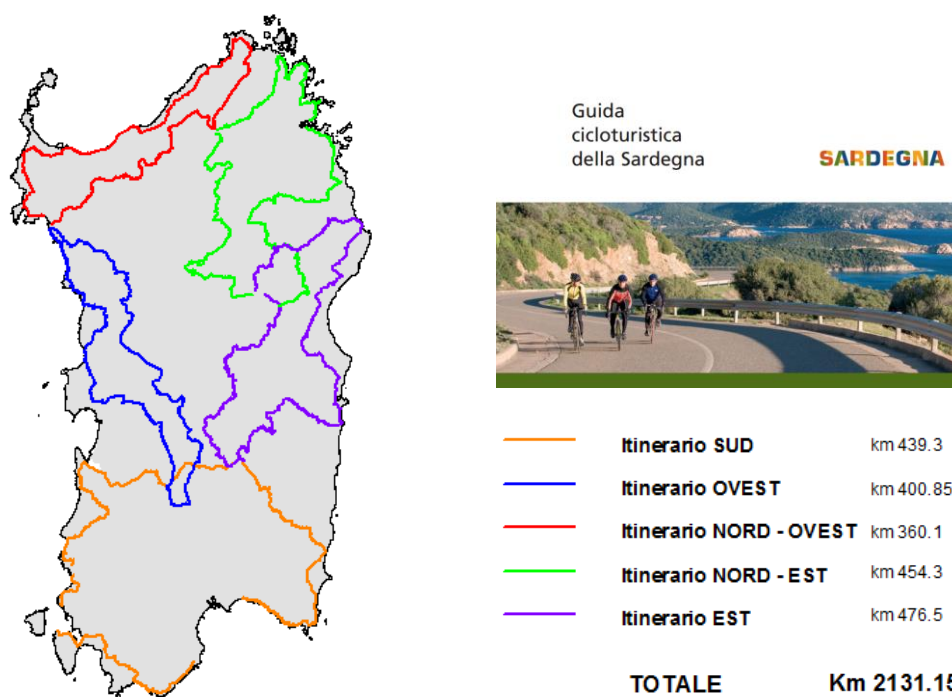 Guida
cicloturistica
della Sardegna
SARDEGNA
Itinerario SUD km 439.3
Itinerario OVEST km 400.85
Itinerario NORD - OVEST km 360.1
Itinerario NORD - EST km 454.3
Itinerario EST km 476.5
TOTALE Km 2131.15